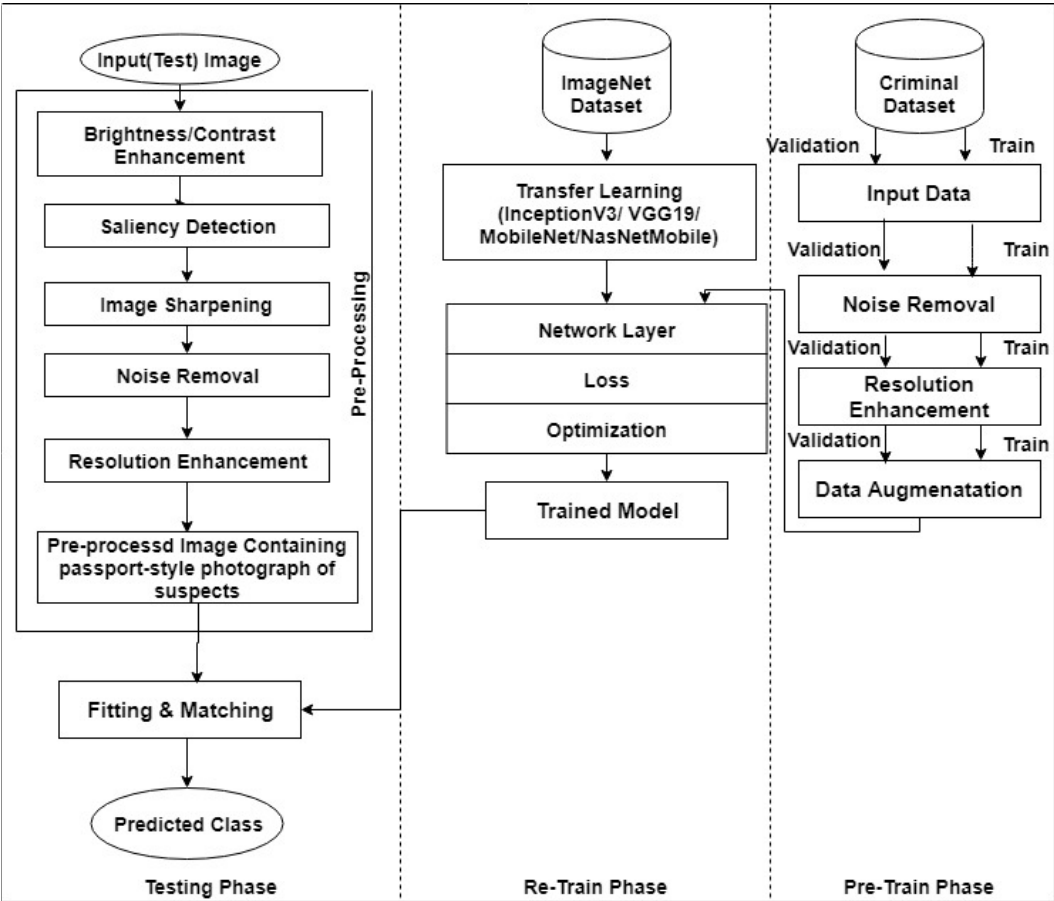 Input(Test) Image
Brightness/Contrast
Enhancement
Saliency Detection
Image Sharpening
Noise Removal
Resolution Enhancement
Pre-processd Image Containing
passport-style photograph of
suspects
Pre-Processing
Fitting & Matching
Predicted Class
Testing Phase
ImageNet
Dataset
Transfer Learning
(InceptionV3/ VGG19/
MobileNet/NasNetMobile)
Network Layer
Loss
Optimization
Trained Model
Re-Train Phase
Criminal
Dataset
Validation
Train
Input Data
Validation
Train
Noise Removal
Validation
Train
Resolution
Enhancement
Validation
Train
Data Augmenatation
Pre-Train Phase